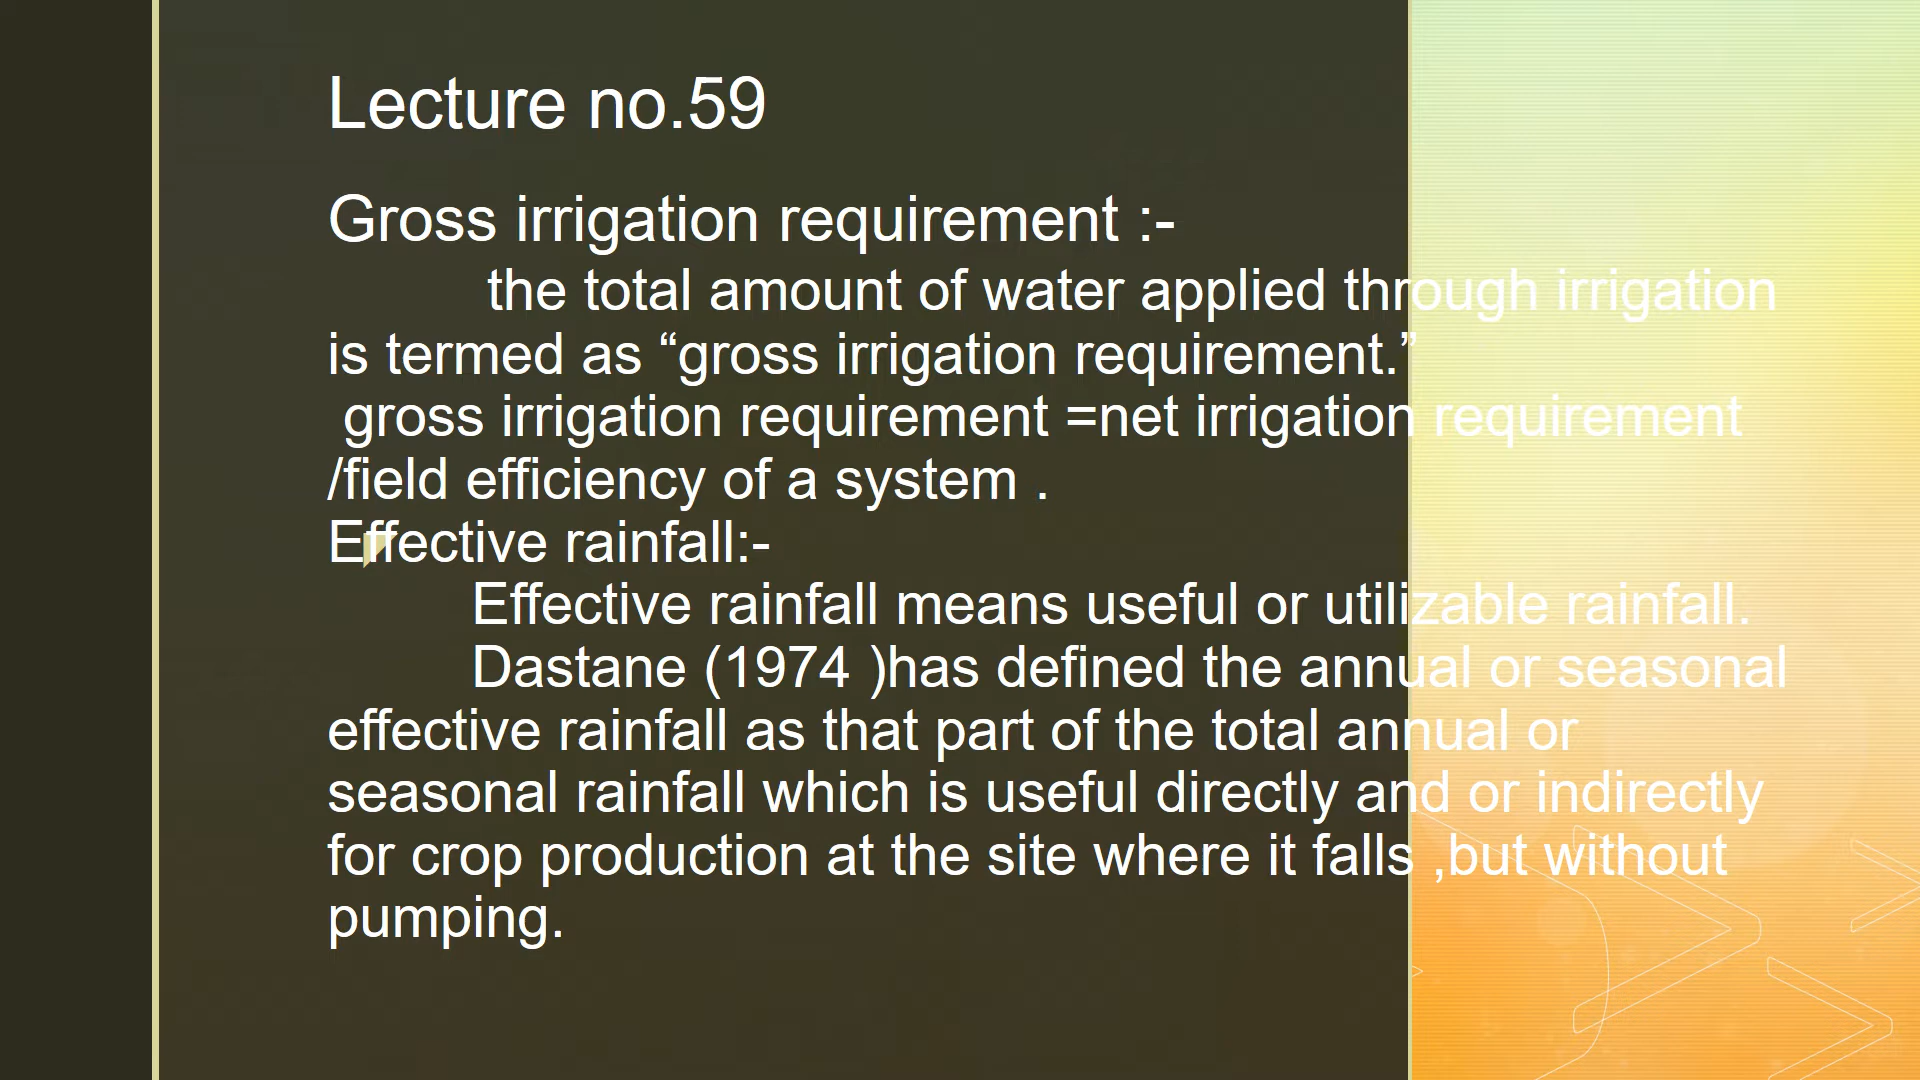 Lecture no.59
Gross irrigation requirement :-
the total amount of water applied through irrigation
is termed as “gross irrigation requirement.”
gross irrigation requirement =net irrigation requirement
/field efficiency of a system .
Effective rainfall:-
Effective rainfall means useful or utilizable rainfall.
Dastane (1974 )has defined the annual or seasonal
effective rainfall as that part of the total annual or
seasonal rainfall which is useful directly and or indirectly
for crop production at the site where it falls ,but without
pumping.